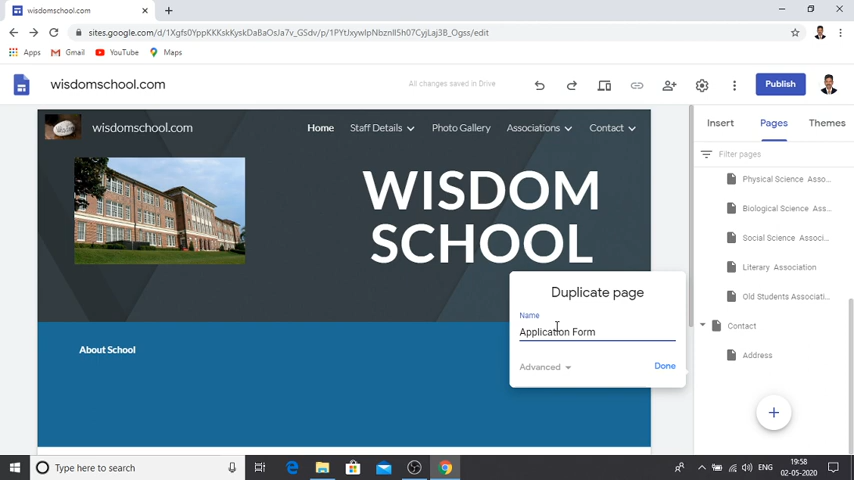 wisdomschool.com
sites.google.com/d/1Xgfs0YppKKKskKyskDaBaOsJa7v_GSdv/p/1PYtJxywIpNbznII5h07CyjLaj3B_Ogss/edit
Apps Gmail YouTube Maps
wisdomschool.com All changes saved in Drive Publish
Insert Pages Themes
wisdomschool.com Home Staff Details Photo Gallery Associations Contact
Filter pages
WISDOM
SCHOOL
Physical Science Asso...
Biological Science Ass...
Social Science Associ...
Literary Association
Old Students Associati...
Contact
Address
Duplicate page
Name
Application Form
Advanced Done
About School
Type here to search
ENG
19:58
02-05-2020